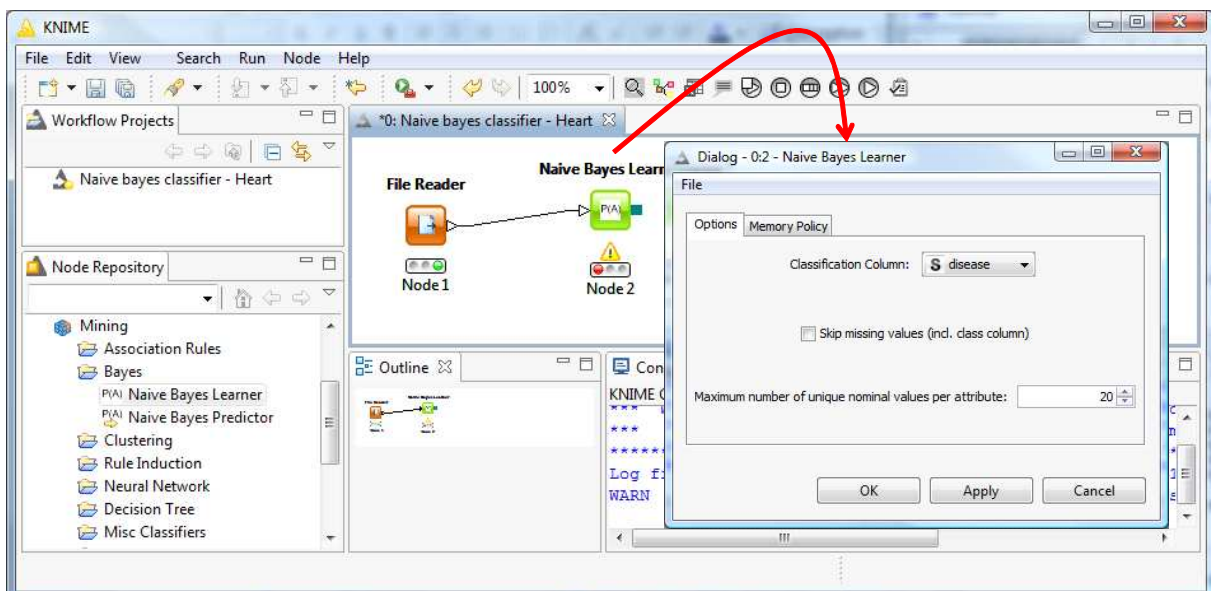 KNIME
File Edit View Search Run Node Help
100%
Workflow Projects
Naive bayes classifier - Heart
*0: Naive bayes classifier - Heart
File Reader
Node 1
Naive Bayes Learn
P(A)
Node 2
Node Repository
Mining
Association Rules
Bayes
P(A) Naive Bayes Learner
P(A) Naive Bayes Predictor
Clustering
Rule Induction
Neural Network
Decision Tree
Misc Classifiers
Outline
Con
KNIME C
***
***
******
Log f
WARN
Dialog - 0:2 - Naive Bayes Learner
File
Options Memory Policy
Classification Column: S disease
Skip missing values (incl. class column)
Maximum number of unique nominal values per attribute: 20
OK Apply Cancel